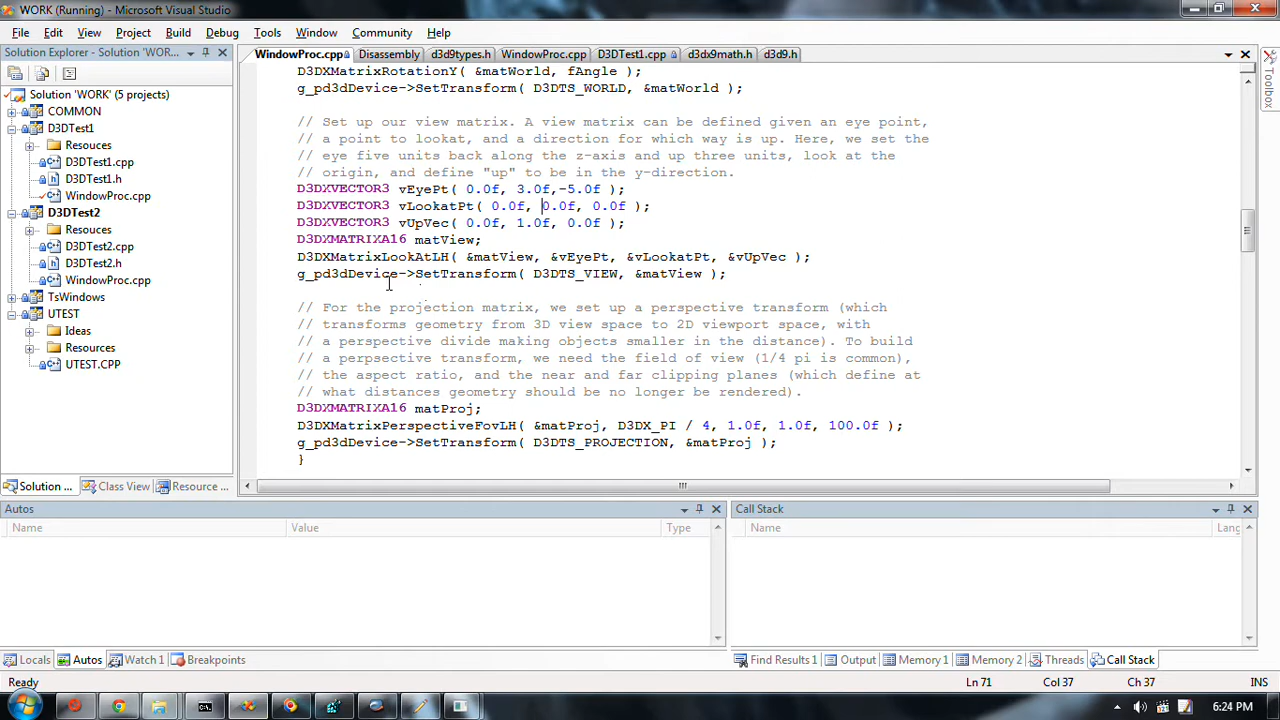 WORK (Running) - Microsoft Visual Studio
File Edit View Project Build Debug Tools Window Community Help
Solution Explorer - Solution 'WOR...
WindowProc.cpp Disassembly d3d9types.h WindowProc.cpp D3DTest1.cpp d3dx9math.h d3d9.h
Toolbox
Solution 'WORK' (5 projects)
COMMON
D3DTest1
Resouces
D3DTest1.cpp
D3DTest1.h
WindowProc.cpp
D3DTest2
Resouces
D3DTest2.cpp
D3DTest2.h
WindowProc.cpp
TsWindows
UTEST
Ideas
Resources
UTEST.CPP
Solution ... Class View Resource ...
D3DXMatrixRotationY( &matWorld, fAngle );
g_pd3dDevice->SetTransform( D3DTS_WORLD, &matWorld );
// Set up our view matrix. A view matrix can be defined given an eye point,
// a point to lookat, and a direction for which way is up. Here, we set the
// eye five units back along the z-axis and up three units, look at the
// origin, and define "up" to be in the y-direction.
D3DXVECTOR3 vEyePt( 0.0f, 3.0f,-5.0f );
D3DXVECTOR3 vLookatPt( 0.0f, 0.0f, 0.0f );
D3DXVECTOR3 vUpVec( 0.0f, 1.0f, 0.0f );
D3DXMATRIXA16 matView;
D3DXMatrixLookAtLH( &matView, &vEyePt, &vLookatPt, &vUpVec );
g_pd3dDevice->SetTransform( D3DTS_VIEW, &matView );
// For the projection matrix, we set up a perspective transform (which
// transforms geometry from 3D view space to 2D viewport space, with
// a perspective divide making objects smaller in the distance). To build
// a perpsective transform, we need the field of view (1/4 pi is common),
// the aspect ratio, and the near and far clipping planes (which define at
// what distances geometry should be no longer be rendered).
D3DXMATRIXA16 matProj;
D3DXMatrixPerspectiveFovLH( &matProj, D3DX_PI / 4, 1.0f, 1.0f, 100.0f );
g_pd3dDevice->SetTransform( D3DTS_PROJECTION, &matProj );
}
Autos
Name Value Type
Call Stack
Name Lang
Locals Autos Watch 1 Breakpoints
Find Results 1 Output Memory 1 Memory 2 Threads Call Stack
Ready Ln 71 Col 37 Ch 37 INS
6:24 PM